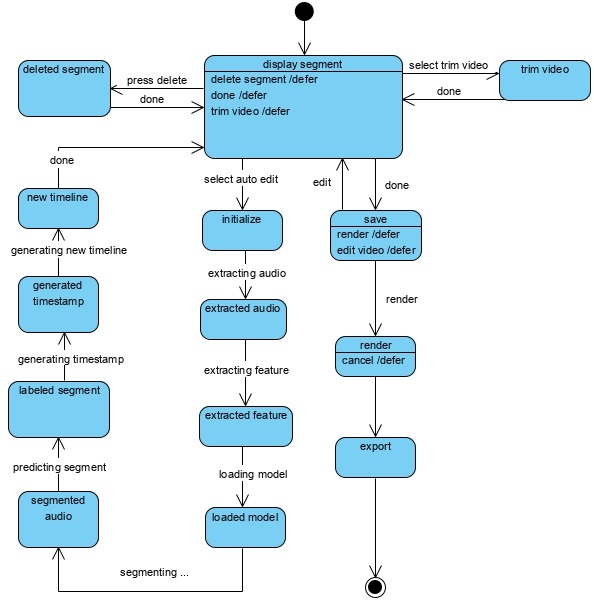 deleted segment
press delete
done
display segment
delete segment /defer
done /defer
trim video /defer
select trim video
done
trim video
done
new timeline
generating new timeline
generated
timestamp
generating timestamp
labeled segment
predicting segment
segmented
audio
segmenting ...
select auto edit
initialize
extracting audio
extracted audio
extracting feature
extracted feature
loading model
loaded model
edit
done
save
render /defer
edit video /defer
render
render
cancel /defer
export